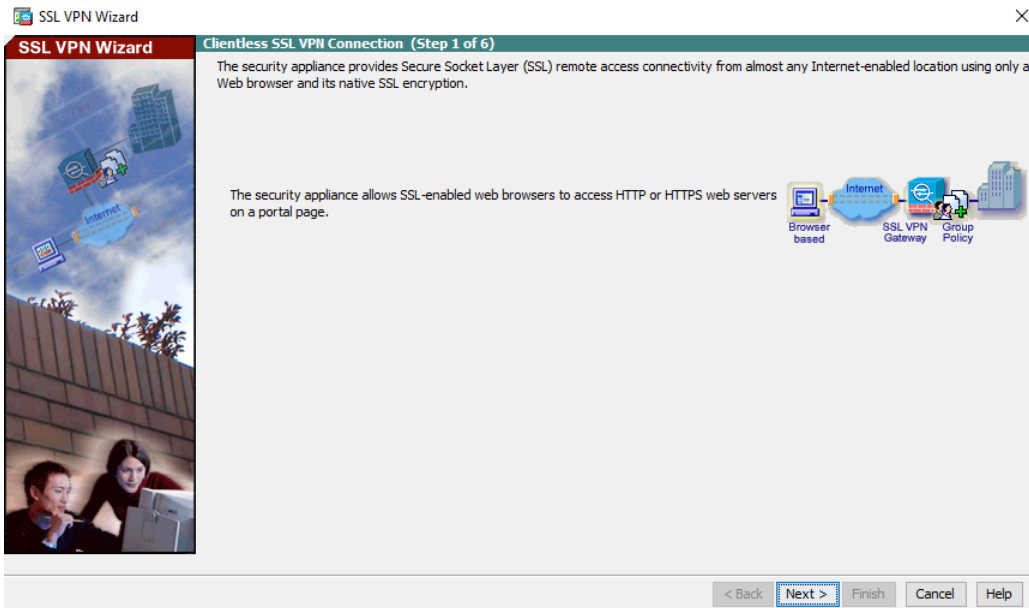 SSL VPN Wizard
SSL VPN Wizard
Clientless SSL VPN Connection (Step 1 of 6)
The security appliance provides Secure Socket Layer (SSL) remote access connectivity from almost any Internet-enabled location using only a
Web browser and its native SSL encryption.
The security appliance allows SSL-enabled web browsers to access HTTP or HTTPS web servers
on a portal page.
Internet
Browser
based
SSL VPN
Gateway
Group
Policy
Internet
< Back
Next >
Finish
Cancel
Help